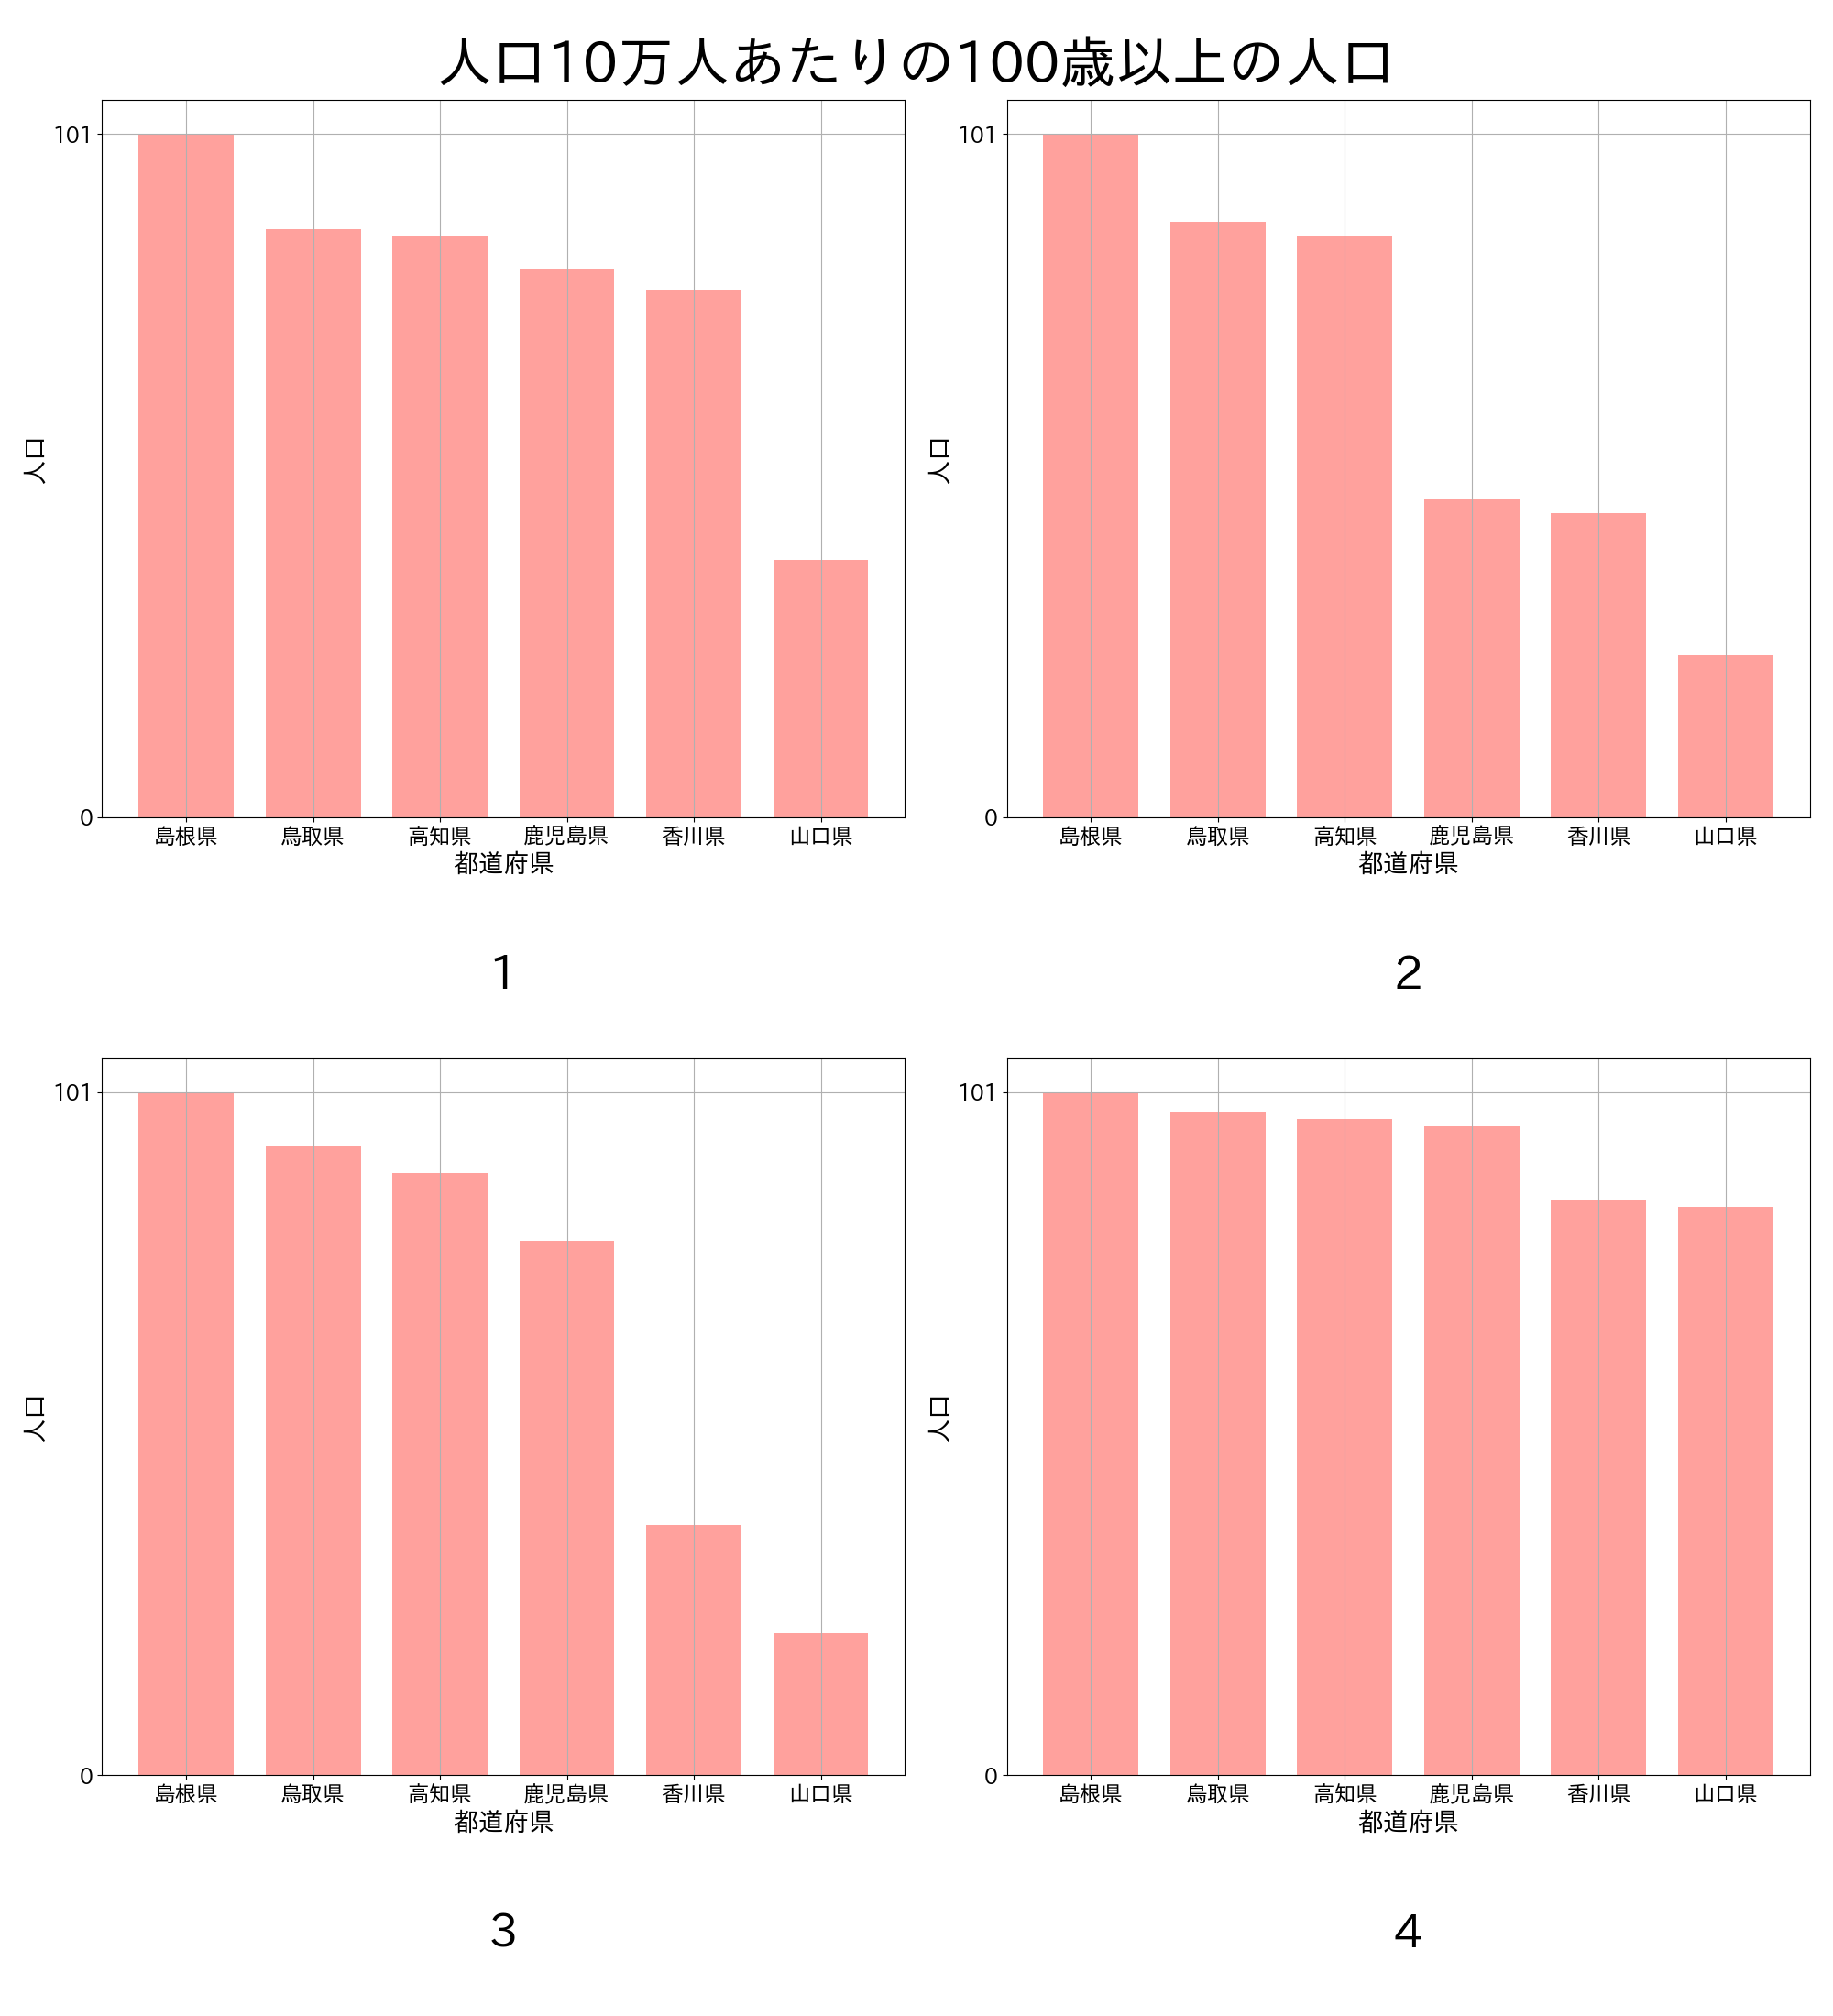 人口10万人あたりの100歳以上の人口
101
0
人口
島根県 鳥取県 高知県 鹿児島県 香川県 山口県
都道府県
1
101
0
人口
島根県 鳥取県 高知県 鹿児島県 香川県 山口県
都道府県
2
101
0
人口
島根県 鳥取県 高知県 鹿児島県 香川県 山口県
都道府県
3
101
0
人口
島根県 鳥取県 高知県 鹿児島県 香川県 山口県
都道府県
4